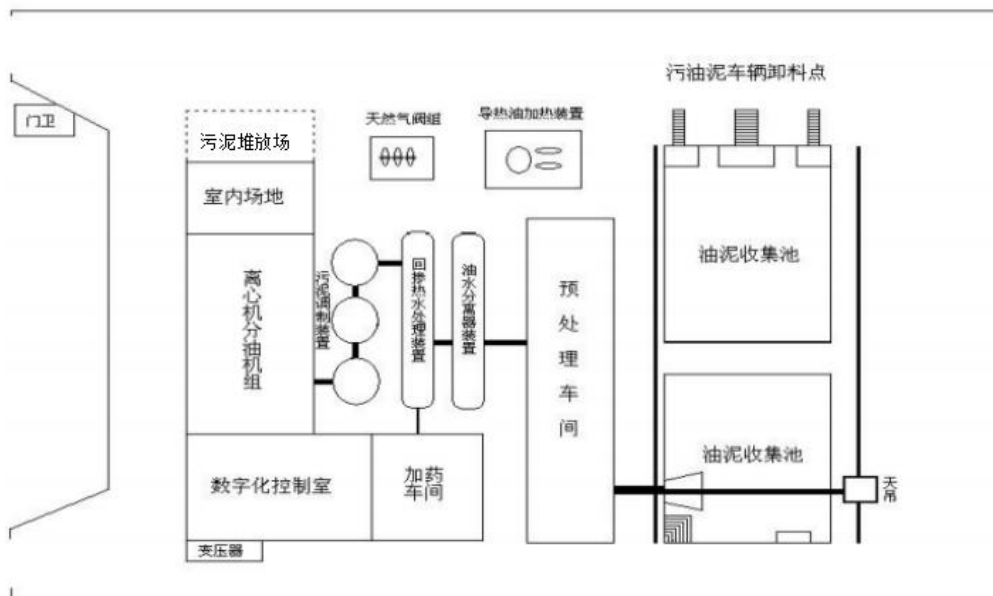 污油泥车辆卸料点
门卫
天然气阀组
导热油加热装置
污泥堆放场
室内场地
油泥收集池
离心机分油机组
污泥调制装置
回掺热水处理装置
油水分离器装置
预处理车间
油泥收集池
数字化控制室
加药
车间
天吊
变压器